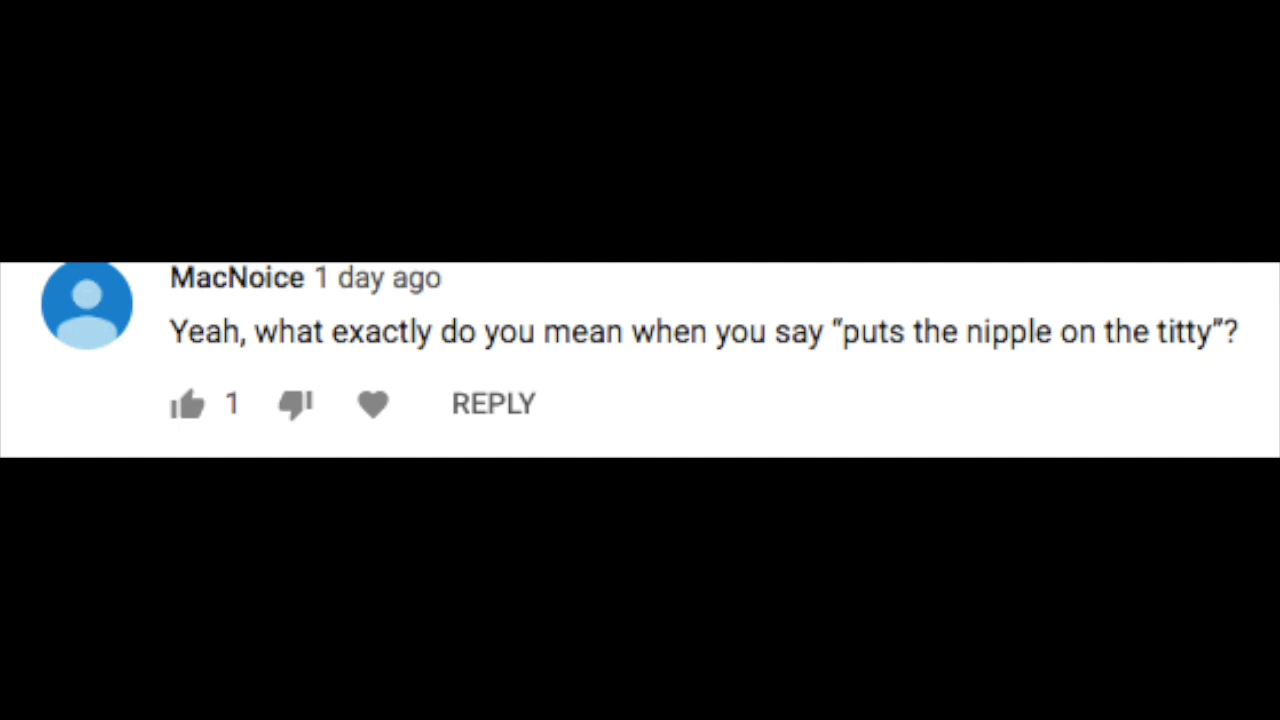 MacNoice 1 day ago
Yeah, what exactly do you mean when you say “puts the nipple on the titty”?
1 REPLY